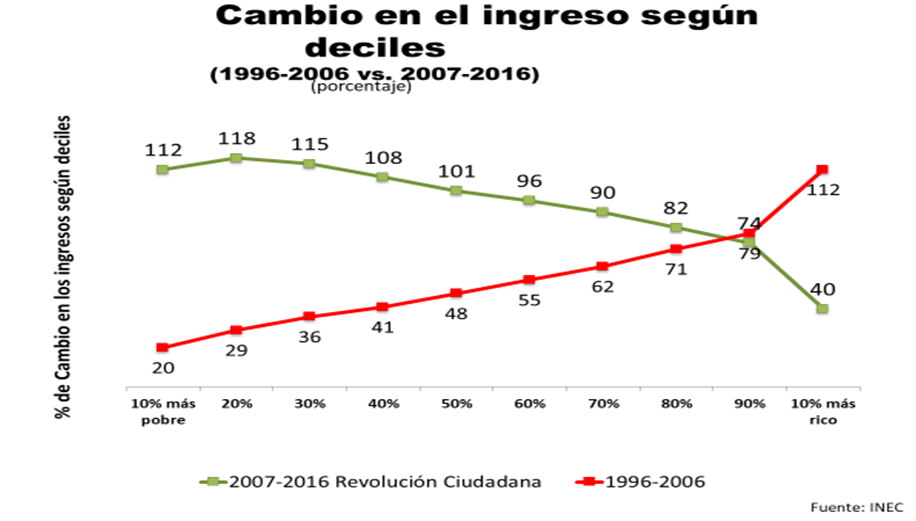 Cambio en el ingreso según
deciles
(1996-2006 vs. 2007-2016)
(porcentaje)
% de Cambio en los ingresos según deciles
112 118 115 108 101 96 90 82 74 40
20 29 36 41 48 55 62 71 79 112
10% más 20% 30% 40% 50% 60% 70% 80% 90% 10% más
pobre rico
2007-2016 Revolución Ciudadana 1996-2006
Fuente: INEC